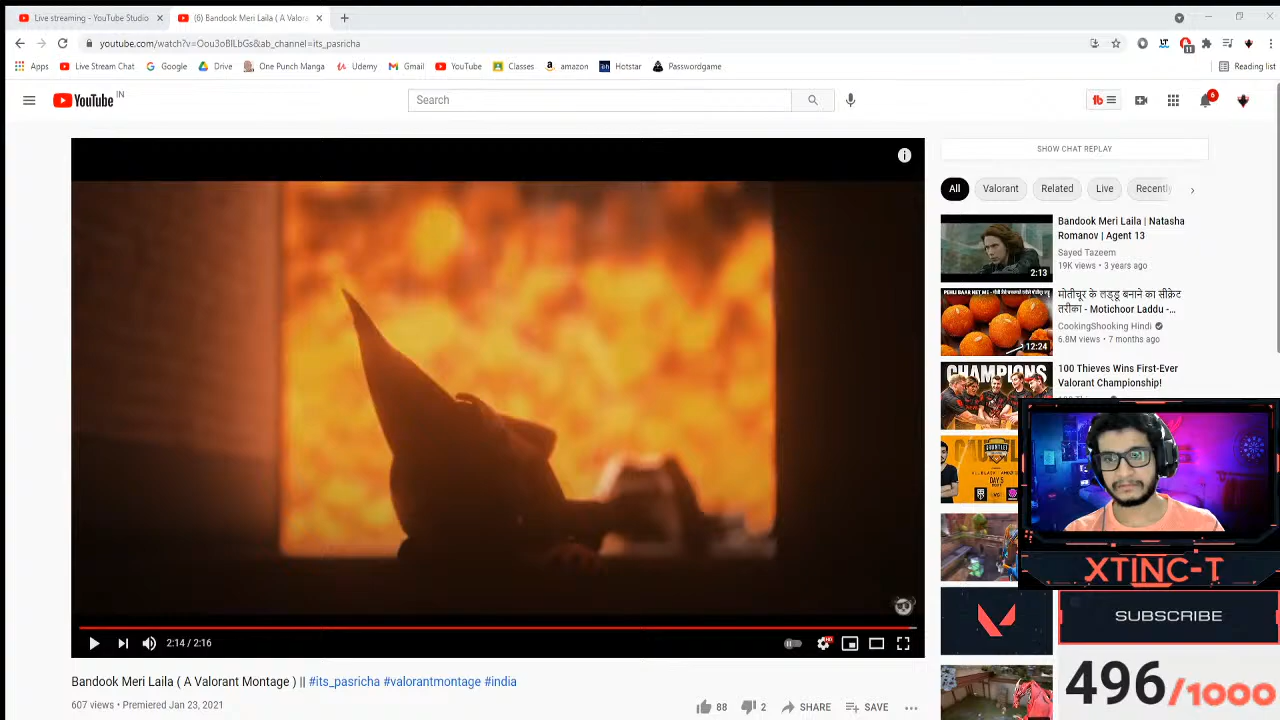 Live streaming - YouTube Studio
(6) Bandook Meri Laila ( A Valora
youtube.com/watch?v=Oou3oBlLbGs&ab_channel=its_pasricha
Apps
Live Stream Chat
Google
Drive
One Punch Manga
Udemy
Gmail
YouTube
Classes
amazon
Hotstar
Passwordgame
Reading list
YouTube IN
Search
6
SHOW CHAT REPLAY
All
Valorant
Related
Live
Recently
Bandook Meri Laila | Natasha
Romanov | Agent 13
Sayed Tazeem
19K views • 3 years ago
2:13
मोतीचूर के लड्डू बनाने का सीक्रेट
तरीका - Motichoor Laddu -...
CookingShooking Hindi
6.8M views • 7 months ago
12:24
CHAMPIONS
100 Thieves Wins First-Ever
Valorant Championship!
XTINC-T
SUBSCRIBE
496/1000
2:14 / 2:16
Bandook Meri Laila ( A Valorant Montage ) || #its_pasricha #valorantmontage #india
607 views • Premiered Jan 23, 2021
88
2
SHARE
SAVE